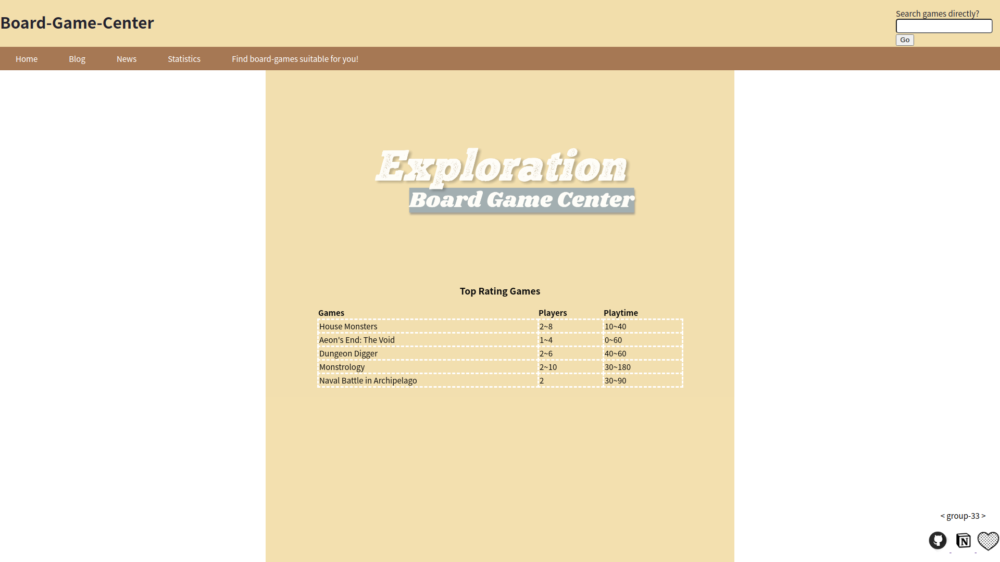 Board-Game-Center
Search games directly?
Go
Home Blog News Statistics Find board-games suitable for you!
Exploration
Board Game Center
Top Rating Games
Games Players Playtime
House Monsters 2~8 10~40
Aeon's End: The Void 1~4 0~60
Dungeon Digger 2~6 40~60
Monstrology 2~10 30~180
Naval Battle in Archipelago 2 30~90
< group-33 >
N